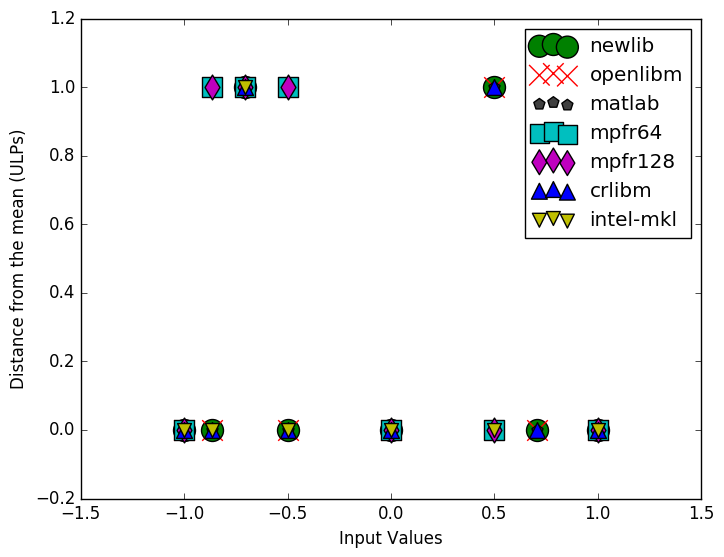 1.2
1.0
0.8
0.6
0.4
0.2
0.0
−0.2
Distance from the mean (ULPs)
newlib
openlibm
matlab
mpfr64
mpfr128
crlibm
intel-mkl
−1.5 −1.0 −0.5 0.0 0.5 1.0 1.5
Input Values